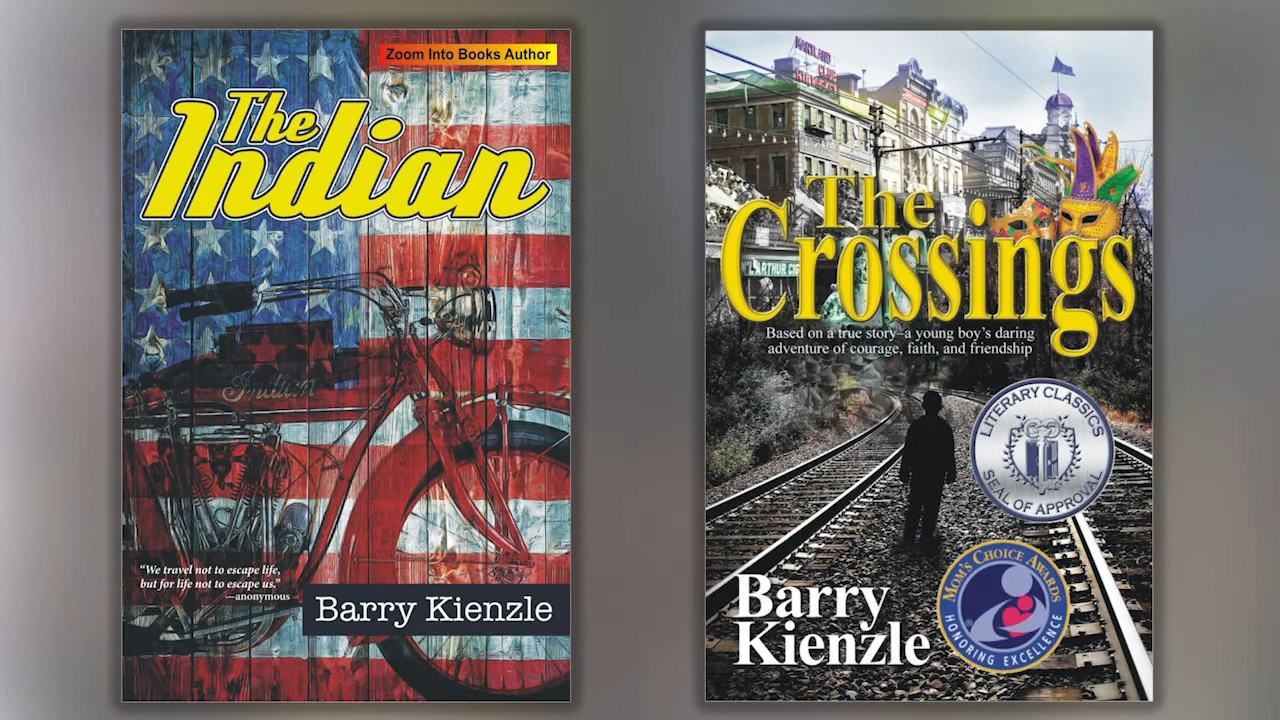 Zoom Into Books Author
The
Indian
Indian
“We travel not to escape life,
but for life not to escape us.”
—anonymous
Barry Kienzle
MARYLAND
CLUB
The
Crossings
Based on a true story–a young boy’s daring
adventure of courage, faith, and friendship
LITERARY CLASSICS
SEAL OF APPROVAL
MOM'S CHOICE AWARDS
HONORING EXCELLENCE
®
Barry
Kienzle